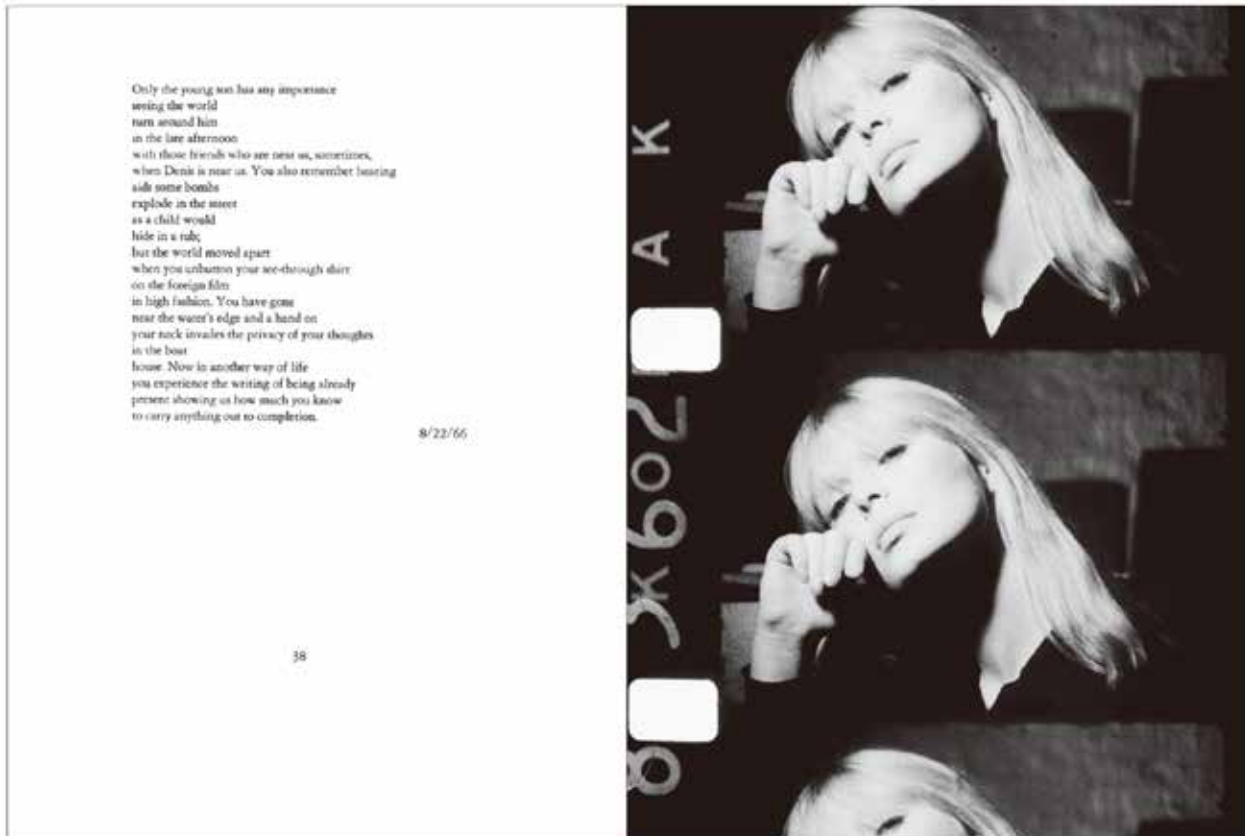 Only the young son has any importance
seeing the world
turn around him
in the late afternoon
with those friends who are near us, sometimes,
when Denis is near us. You also remember hearing
aids some bombs
explode in the street
as a child would
hide in a tub;
but the world moved apart
when you unbutton your see-through shirt
on the foreign film
in high fashion. You have gone
near the water's edge and a hand on
your neck invades the privacy of your thoughts
in the boat
house. Now in another way of life
you experience the writing of being already
present showing us how much you know
to carry anything out to completion.
8/22/66
38
A K